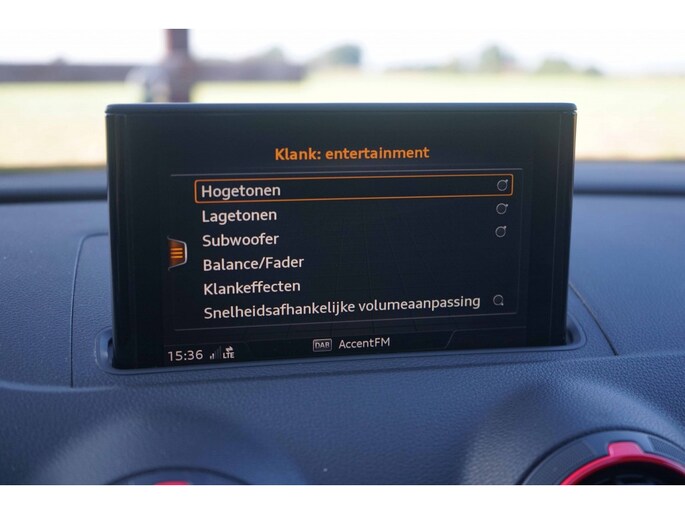 Klank: entertainment
Hogetonen
Lagetonen
Subwoofer
Balance/Fader
Klankeffecten
Snelheidsafhankelijke volumeaanpassing
15:36 LTE DAB AccentFM